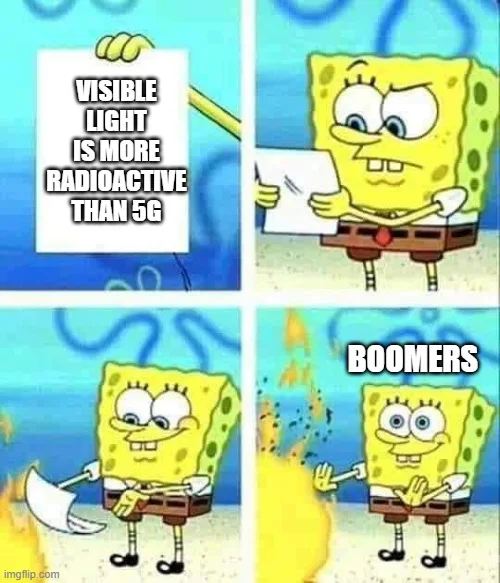 VISIBLE
LIGHT
IS MORE
RADIOACTIVE
THAN 5G
BOOMERS
imgflip.com